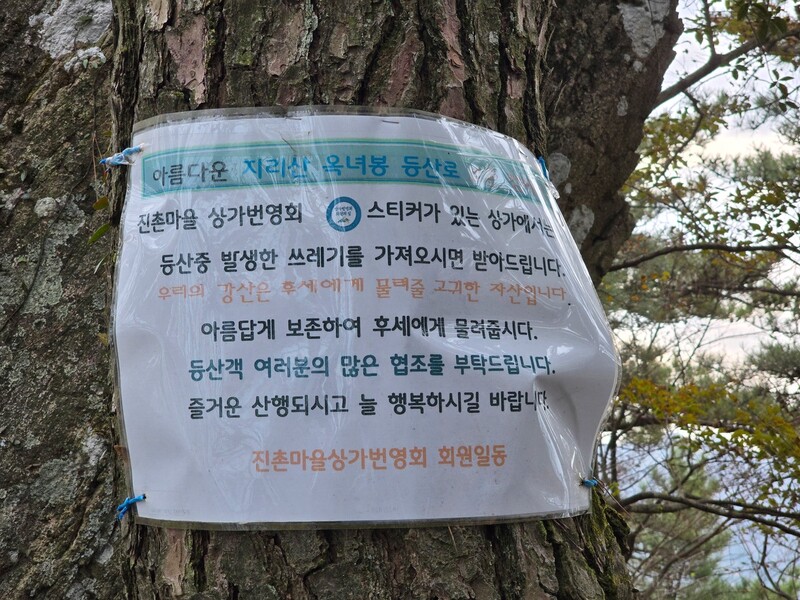 아름다운 지리산 옥녀봉 등산로
진촌마을 상가번영회 스티커가 있는 상가에서는
등산중 발생한 쓰레기를 가져오시면 받아드립니다.
우리의 강산은 후세에게 물려줄 고귀한 자산입니다.
아름답게 보존하여 후세에게 물려줍시다.
등산객 여러분의 많은 협조를 부탁드립니다.
즐거운 산행되시고 늘 행복하시길 바랍니다.
진촌마을상가번영회 회원일동